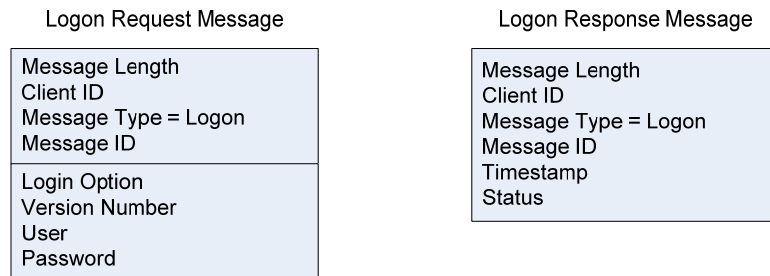 Logon Request Message
Message Length
Client ID
Message Type = Logon
Message ID
Login Option
Version Number
User
Password
Logon Response Message
Message Length
Client ID
Message Type = Logon
Message ID
Timestamp
Status